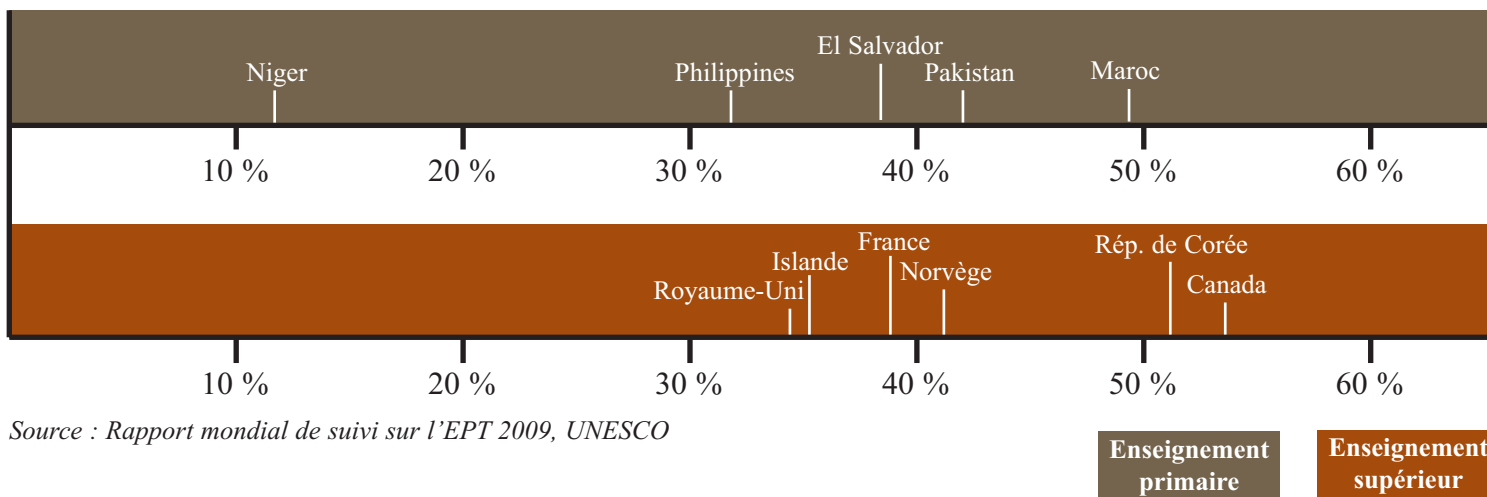 El Salvador
Niger Philippines Pakistan Maroc
10 % 20 % 30 % 40 % 50 % 60 %
France Rép. de Corée
Islande Norvège
Royaume-Uni Canada
10 % 20 % 30 % 40 % 50 % 60 %
Source : Rapport mondial de suivi sur l’EPT 2009, UNESCO
Enseignement
primaire
Enseignement
supérieur